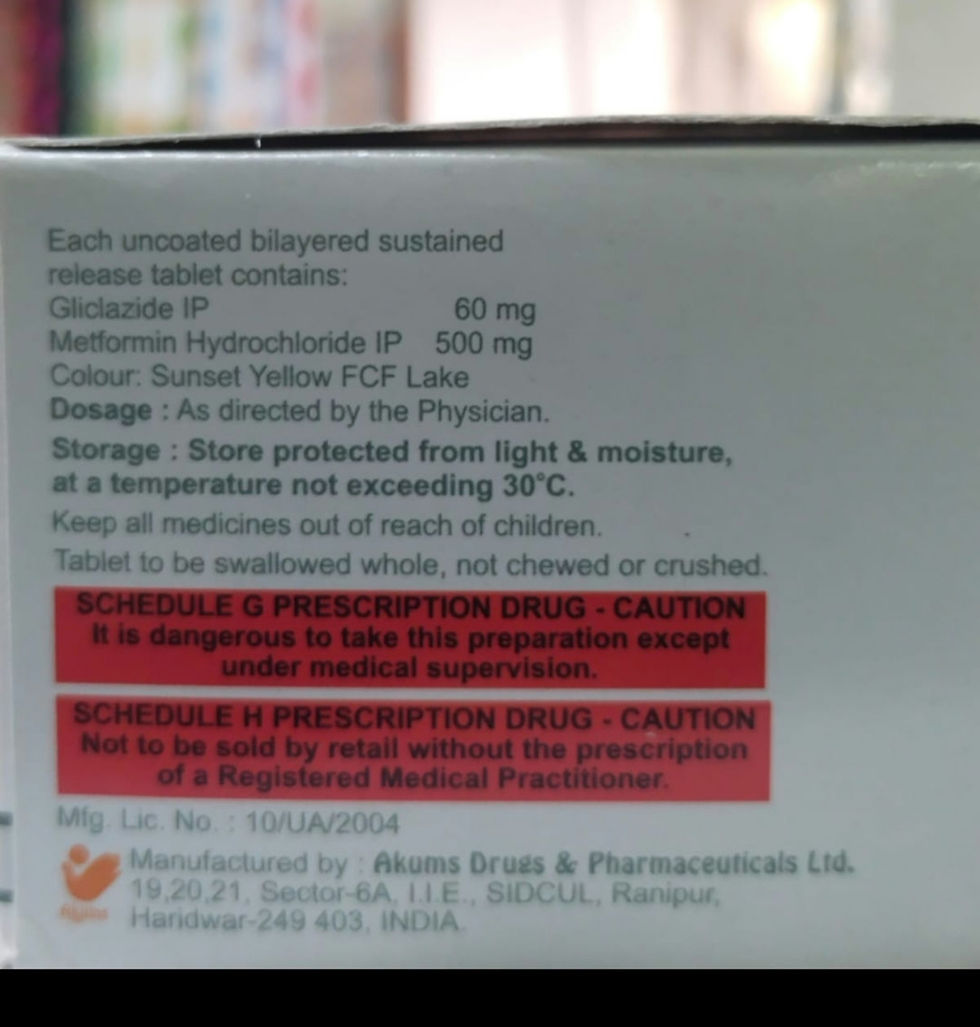 Each uncoated bilayered sustained
release tablet contains:
Gliclazide IP 60 mg
Metformin Hydrochloride IP 500 mg
Colour: Sunset Yellow FCF Lake
Dosage : As directed by the Physician.
Storage : Store protected from light & moisture,
at a temperature not exceeding 30°C.
Keep all medicines out of reach of children.
Tablet to be swallowed whole, not chewed or crushed.
SCHEDULE G PRESCRIPTION DRUG - CAUTION
It is dangerous to take this preparation except
under medical supervision.
SCHEDULE H PRESCRIPTION DRUG - CAUTION
Not to be sold by retail without the prescription
of a Registered Medical Practitioner.
Mfg. Lic. No. : 10/UA/2004
Manufactured by : Akums Drugs & Pharmaceuticals Ltd.
19,20,21, Sector-6A, I.I.E., SIDCUL, Ranipur,
Haridwar-249 403, INDIA.
Akums